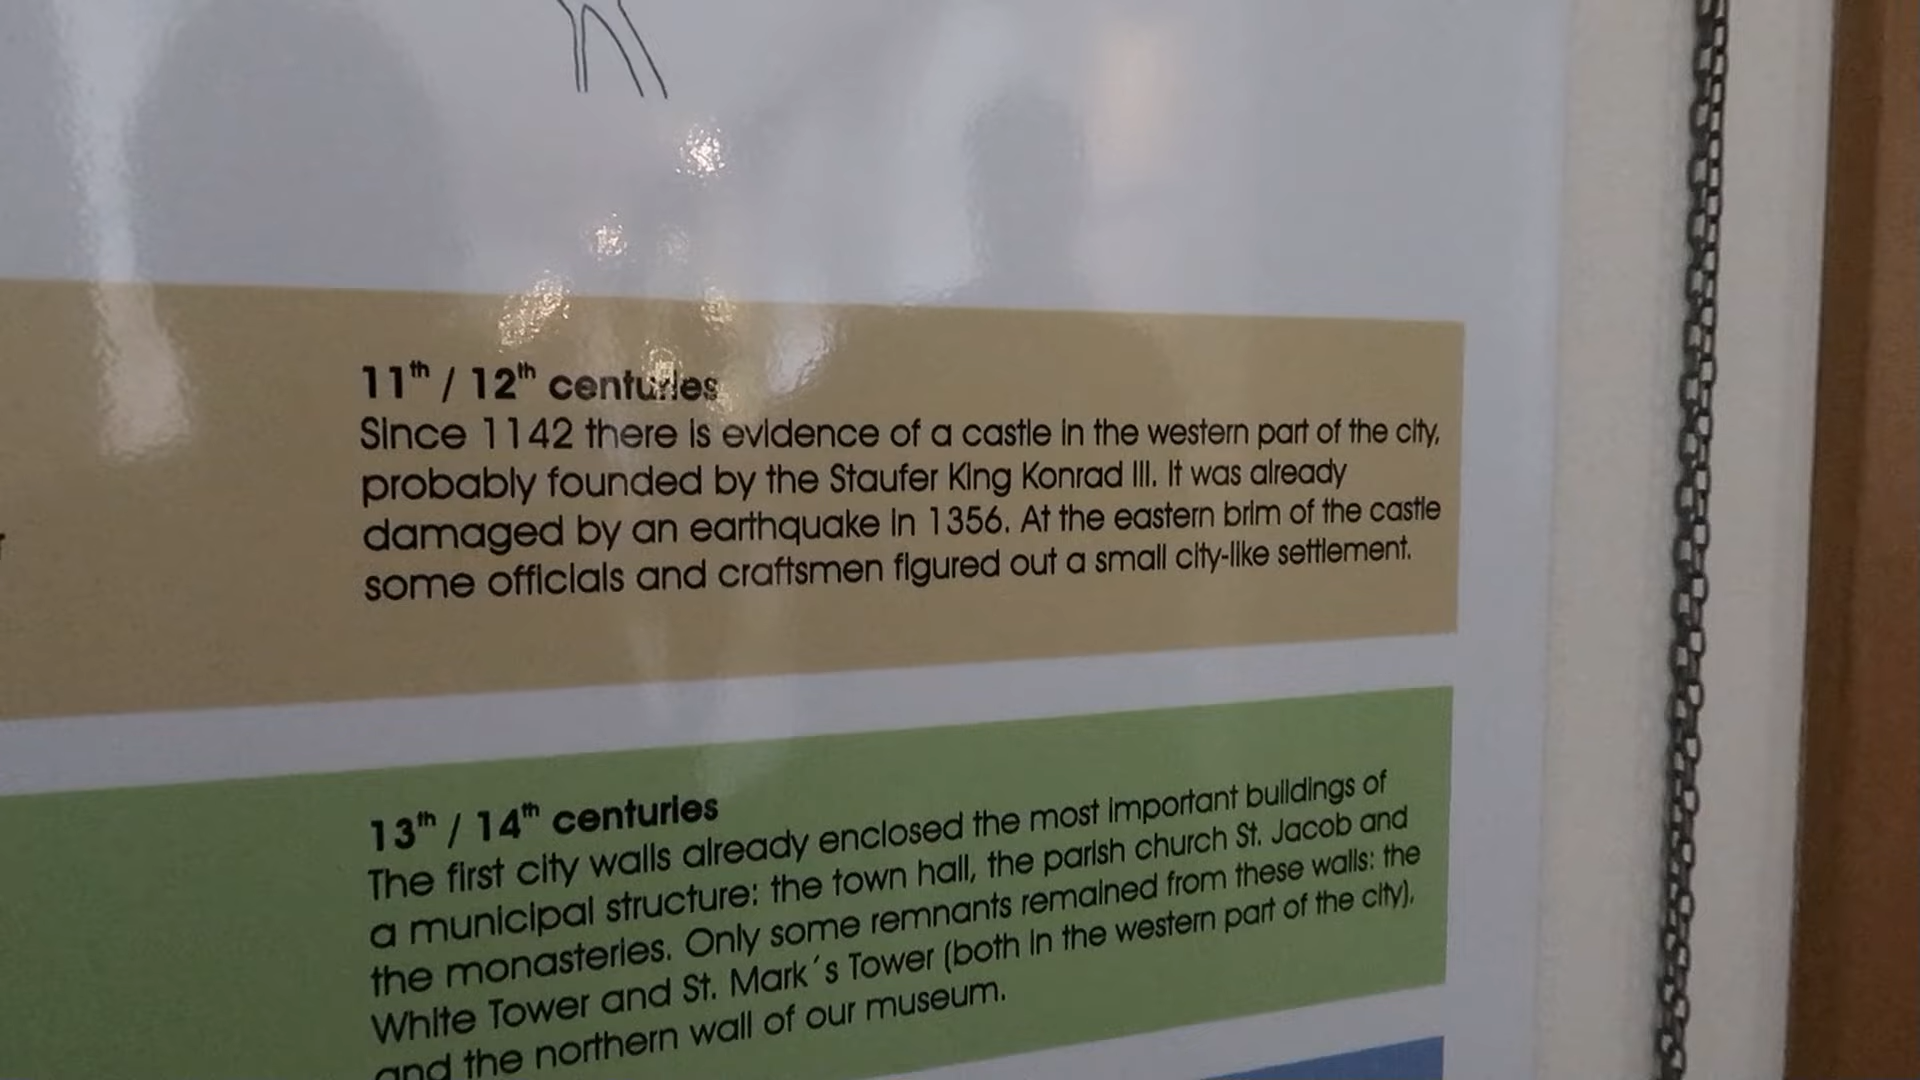 11th / 12th centuries
Since 1142 there is evidence of a castle in the western part of the city,
probably founded by the Staufer King Konrad III. It was already
damaged by an earthquake in 1356. At the eastern brim of the castle
some officials and craftsmen figured out a small city-like settlement.
13th / 14th centuries
The first city walls already enclosed the most important buildings of
a municipal structure: the town hall, the parish church St. Jacob and
the monasteries. Only some remnants remained from these walls: the
White Tower and St. Mark´s Tower (both in the western part of the city),
and the northern wall of our museum.